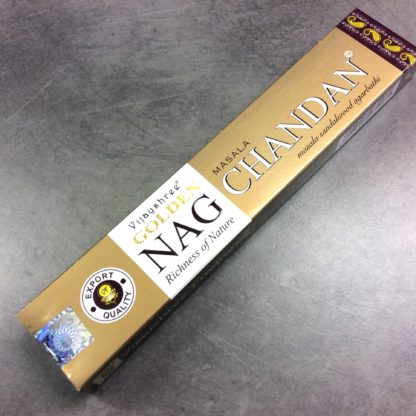 Vijayshree®
GOLDEN
NAG
Richness of Nature
MASALA
CHANDAN®
masala sandalwood agarbathi
EXPORT
QUALITY